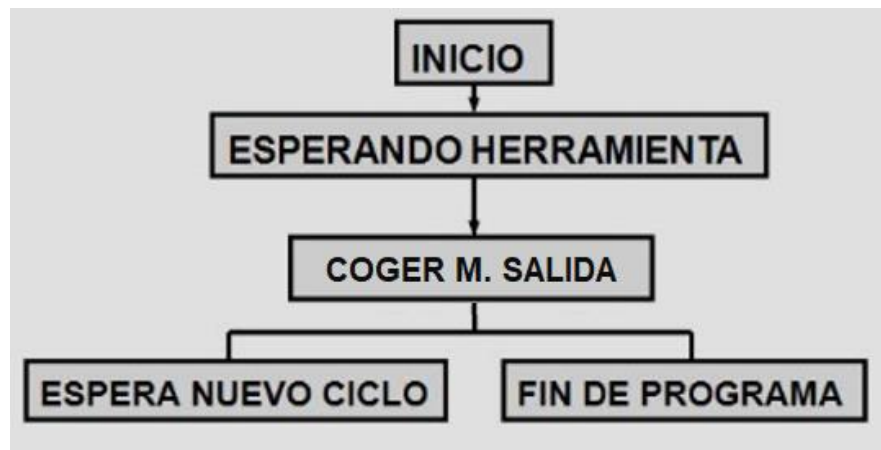 INICIO
ESPERANDO HERRAMIENTA
COGER M. SALIDA
ESPERA NUEVO CICLO
FIN DE PROGRAMA